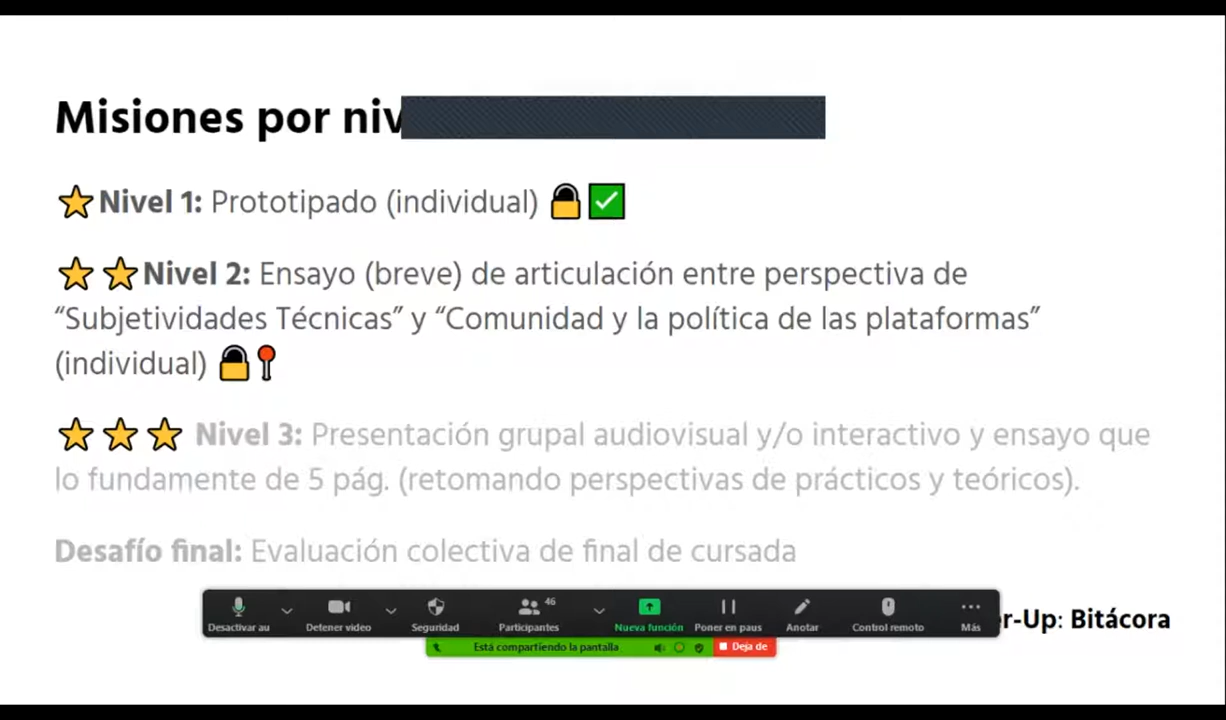 Misiones por niv
Nivel 1: Prototipado (individual)
Nivel 2: Ensayo (breve) de articulación entre perspectiva de
“Subjetividades Técnicas” y “Comunidad y la política de las plataformas”
(individual)
Nivel 3: Presentación grupal audiovisual y/o interactivo y ensayo que
lo fundamente de 5 pág. (retomando perspectivas de prácticos y teóricos).
Desafío final: Evaluación colectiva de final de cursada
r-Up: Bitácora
46
Desactivar au Detener video Seguridad Participantes Nueva función Poner en paus Anotar Control remoto Más
Está compartiendo la pantalla Deja de